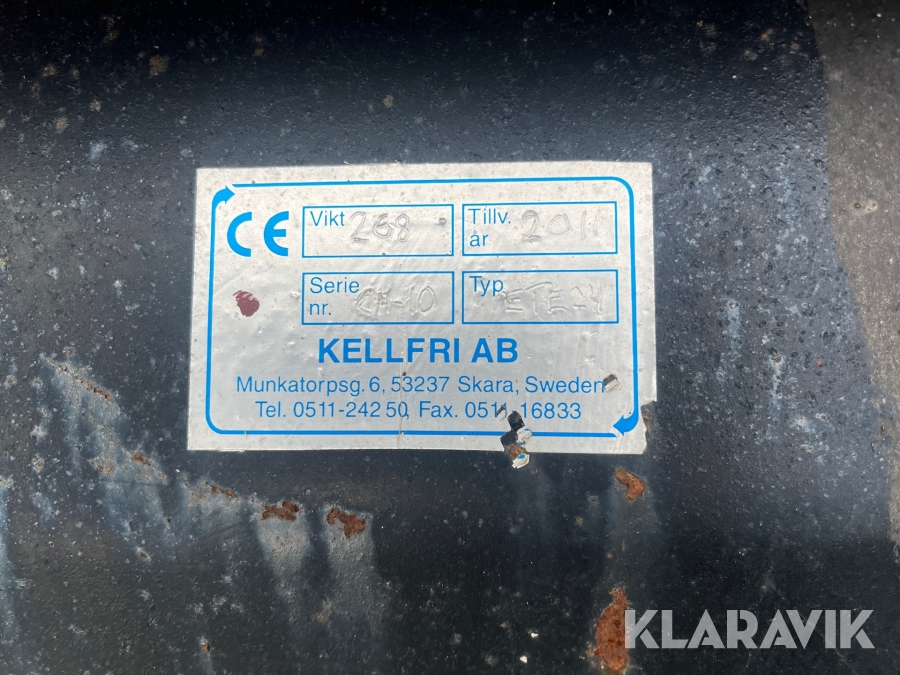 CE
Vikt 268
Tillv. år 2011
Serie nr.
Typ
KELLFRI AB
Munkatorpsg. 6, 53237 Skara, Sweden
Tel. 0511-242 50 Fax. 0511-16833
KLARAVIK